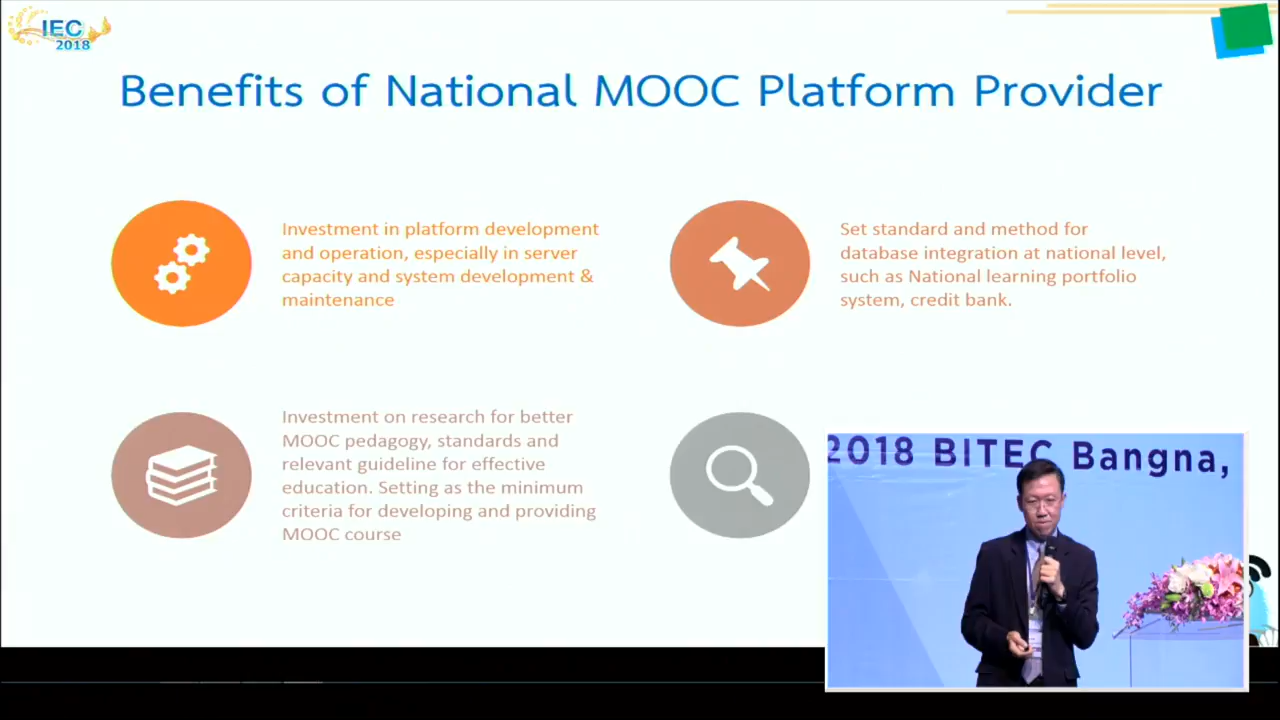 IEC
2018
Benefits of National MOOC Platform Provider
Investment in platform development
and operation, especially in server
capacity and system development &
maintenance
Set standard and method for
database integration at national level,
such as National learning portfolio
system, credit bank.
Investment on research for better
MOOC pedagogy, standards and
relevant guideline for effective
education. Setting as the minimum
criteria for developing and providing
MOOC course
2018 BITEC Bangna,